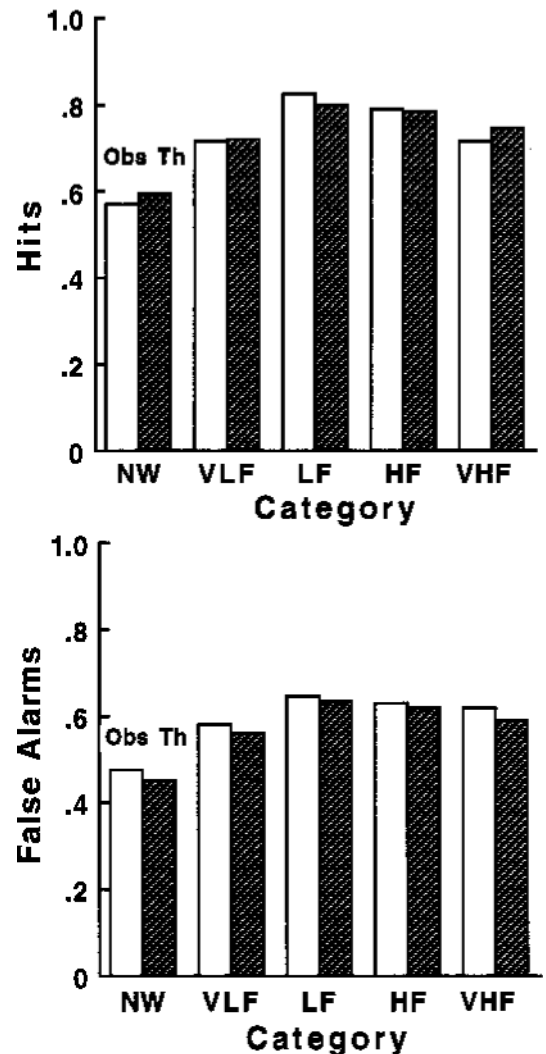 1.0
.8
Obs Th
.6
.4
.2
0
Hits
NW VLF LF HF VHF
Category
1.0
.8
Obs Th
.6
.4
.2
0
False Alarms
NW VLF LF HF VHF
Category